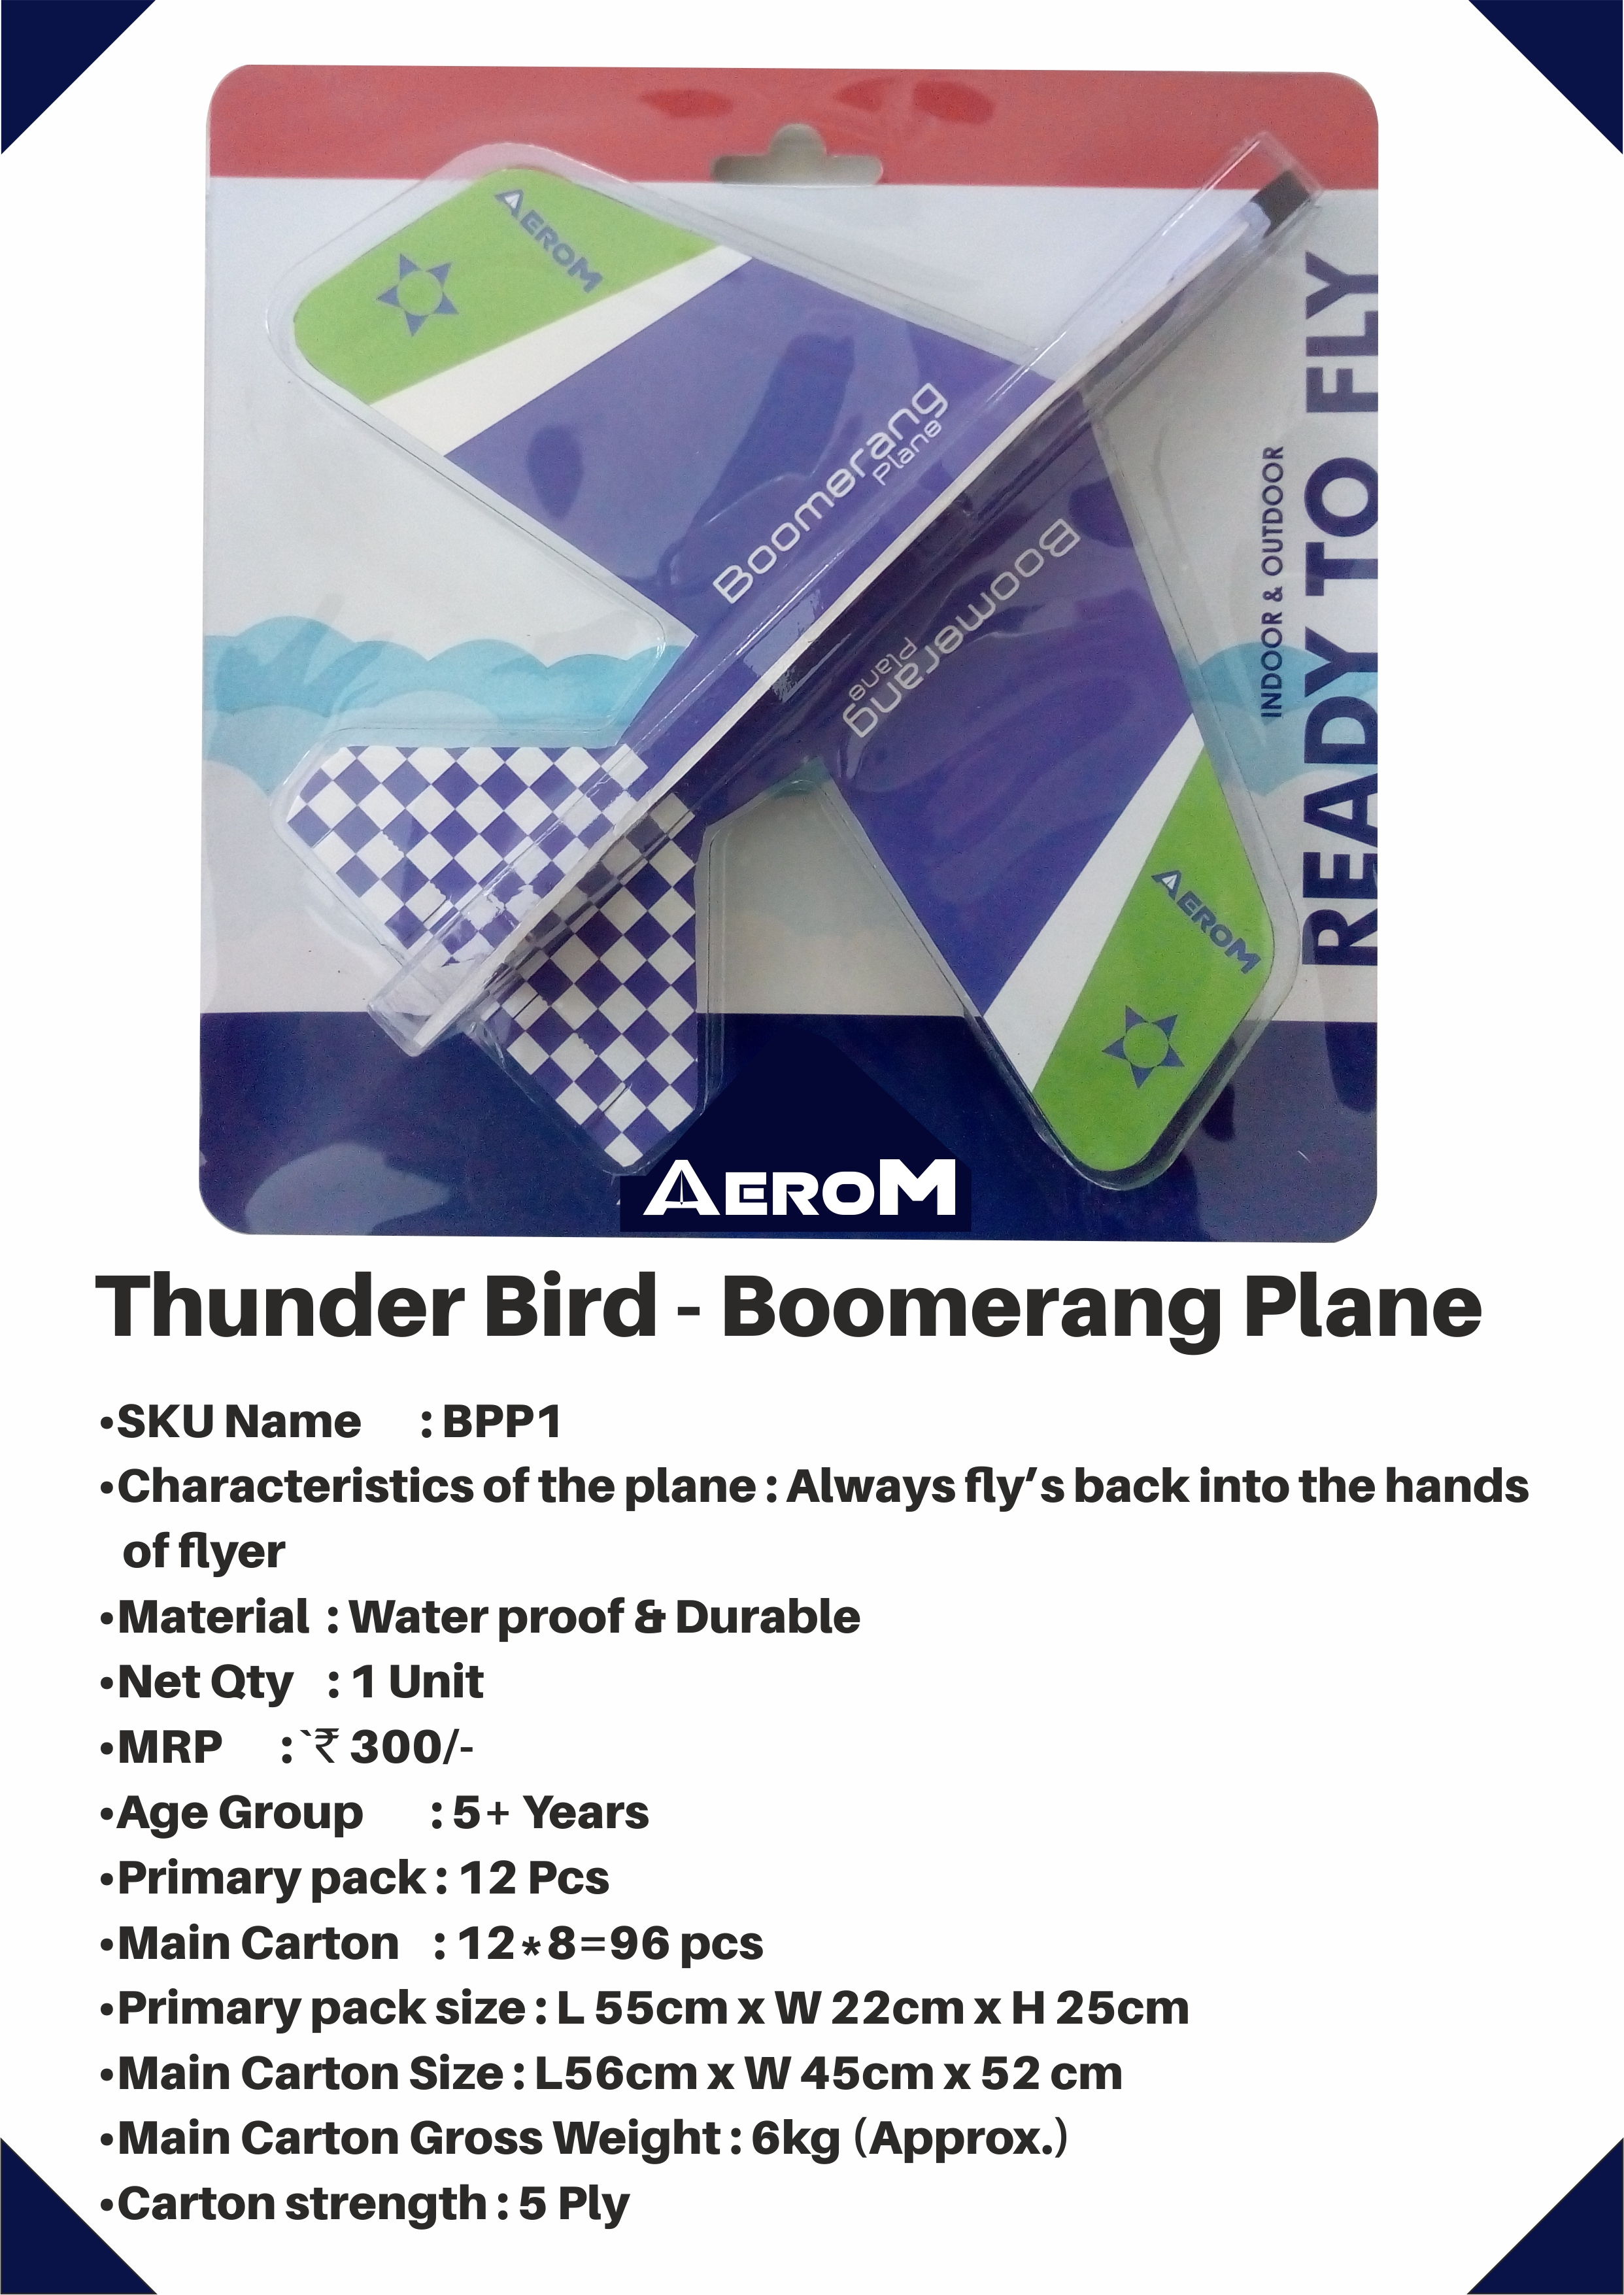 AEROM
Boomerang
Plane
Boomerang
Plane
AEROM
INDOOR & OUTDOOR
READY TO FLY
AEROM
Thunder Bird - Boomerang Plane
•SKU Name : BPP1
•Characteristics of the plane : Always fly’s back into the hands
of flyer
•Material : Water proof & Durable
•Net Qty : 1 Unit
•MRP : `₹ 300/-
•Age Group : 5+ Years
•Primary pack : 12 Pcs
•Main Carton : 12*8=96 pcs
•Primary pack size : L 55cm x W 22cm x H 25cm
•Main Carton Size : L56cm x W 45cm x 52 cm
•Main Carton Gross Weight : 6kg (Approx.)
•Carton strength : 5 Ply